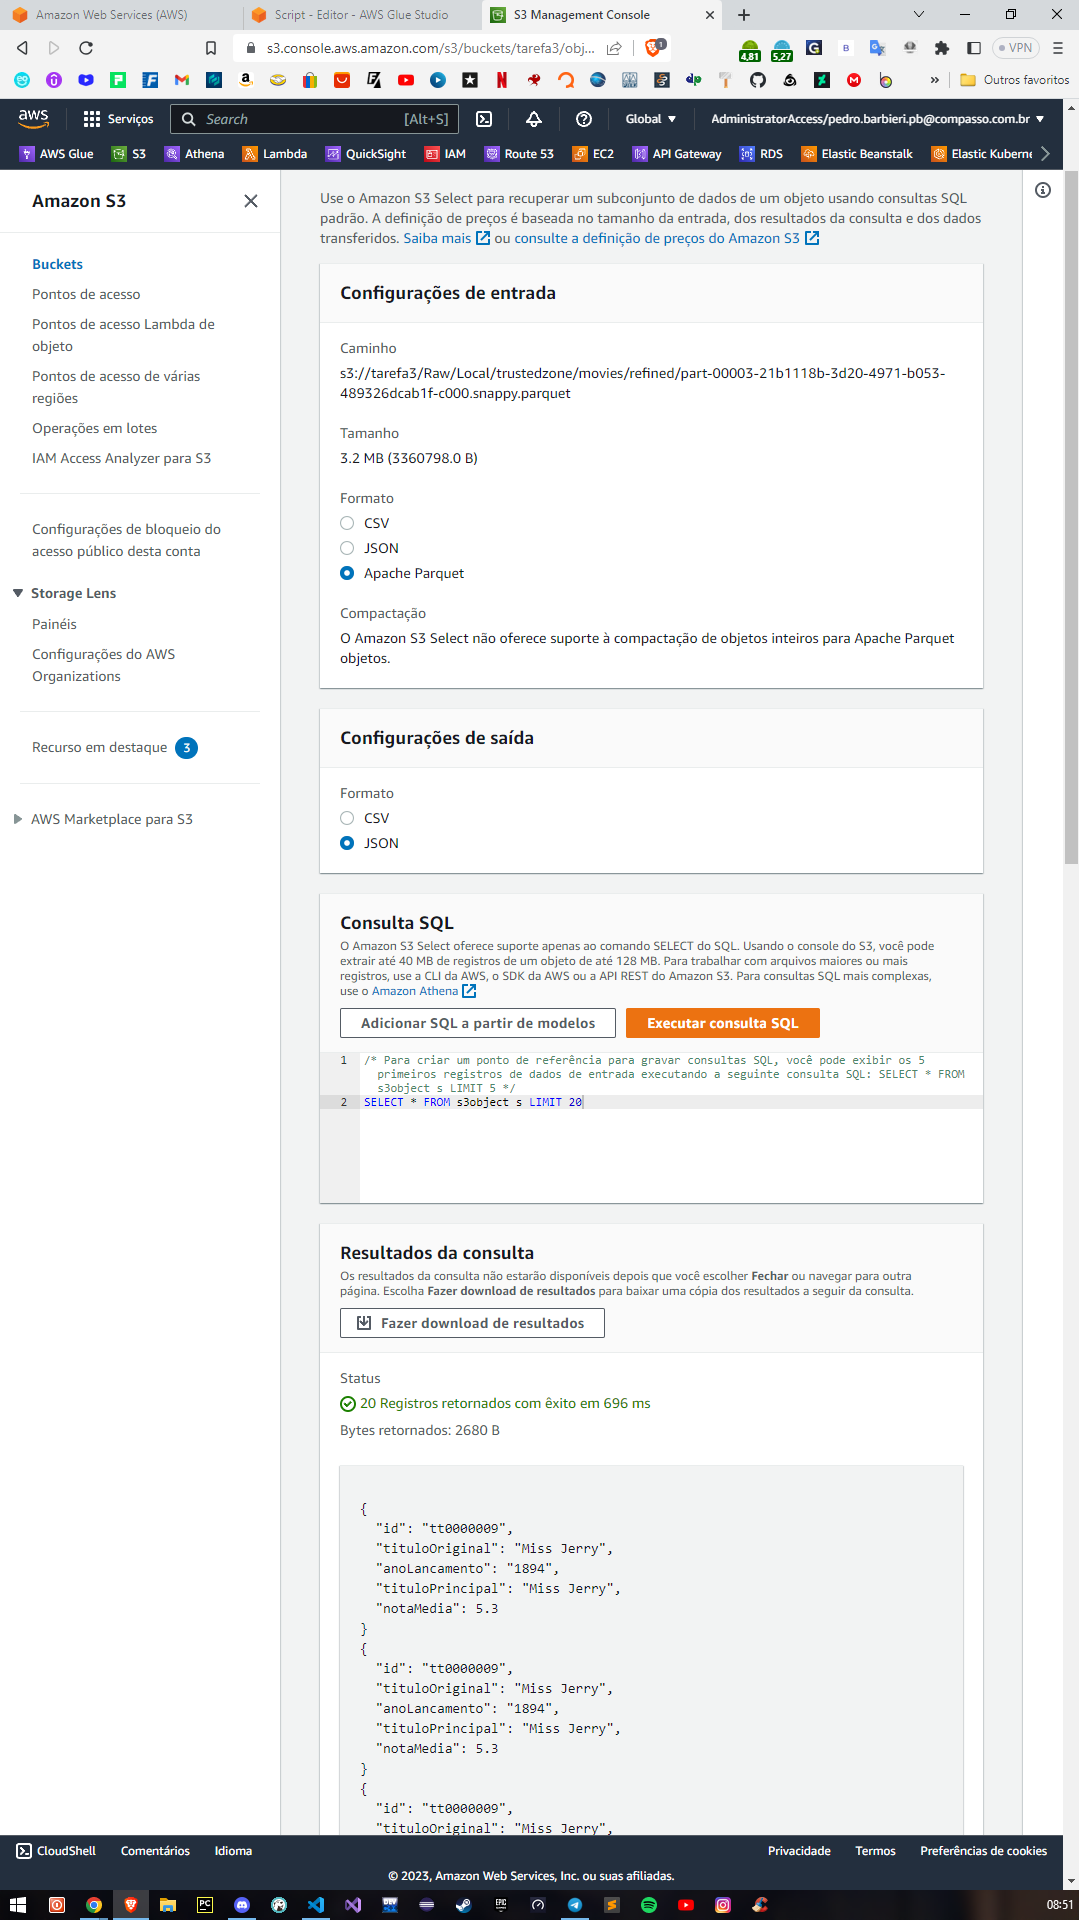 Amazon Web Services (AWS)
Script - Editor - AWS Glue Studio
S3 Management Console
s3.console.aws.amazon.com/s3/buckets/tarefa3/obj...
1
4,81
5,27
VPN
Outros favoritos
aws
Serviços
Search
[Alt+S]
Global
AdministratorAccess/pedro.barbieri.pb@compasso.com.br
AWS Glue
S3
Athena
Lambda
QuickSight
IAM
Route 53
EC2
API Gateway
RDS
Elastic Beanstalk
Elastic Kuberne
Amazon S3
Buckets
Pontos de acesso
Pontos de acesso Lambda de
objeto
Pontos de acesso de várias
regiões
Operações em lotes
IAM Access Analyzer para S3
Configurações de bloqueio do
acesso público desta conta
Storage Lens
Painéis
Configurações do AWS
Organizations
Recurso em destaque 3
AWS Marketplace para S3
Use o Amazon S3 Select para recuperar um subconjunto de dados de um objeto usando consultas SQL
padrão. A definição de preços é baseada no tamanho da entrada, dos resultados da consulta e dos dados
transferidos. Saiba mais ou consulte a definição de preços do Amazon S3
Configurações de entrada
Caminho
s3://tarefa3/Raw/Local/trustedzone/movies/refined/part-00003-21b1118b-3d20-4971-b053-
489326dcab1f-c000.snappy.parquet
Tamanho
3.2 MB (3360798.0 B)
Formato
CSV
JSON
Apache Parquet
Compactação
O Amazon S3 Select não oferece suporte à compactação de objetos inteiros para Apache Parquet
objetos.
Configurações de saída
Formato
CSV
JSON
Consulta SQL
O Amazon S3 Select oferece suporte apenas ao comando SELECT do SQL. Usando o console do S3, você pode
extrair até 40 MB de registros de um objeto de até 128 MB. Para trabalhar com arquivos maiores ou mais
registros, use a CLI da AWS, o SDK da AWS ou a API REST do Amazon S3. Para consultas SQL mais complexas,
use o Amazon Athena
Adicionar SQL a partir de modelos
Executar consulta SQL
1 /* Para criar um ponto de referência para gravar consultas SQL, você pode exibir os 5
primeiros registros de dados de entrada executando a seguinte consulta SQL: SELECT * FROM
s3object s LIMIT 5 */
2 SELECT * FROM s3object s LIMIT 20
Resultados da consulta
Os resultados da consulta não estarão disponíveis depois que você escolher Fechar ou navegar para outra
página. Escolha Fazer download de resultados para baixar uma cópia dos resultados a seguir da consulta.
Fazer download de resultados
Status
20 Registros retornados com êxito em 696 ms
Bytes retornados: 2680 B
{
"id": "tt0000009",
"tituloOriginal": "Miss Jerry",
"anoLancamento": "1894",
"tituloPrincipal": "Miss Jerry",
"notaMedia": 5.3
}
{
"id": "tt0000009",
"tituloOriginal": "Miss Jerry",
"anoLancamento": "1894",
"tituloPrincipal": "Miss Jerry",
"notaMedia": 5.3
}
{
"id": "tt0000009",
"tituloOriginal": "Miss Jerry",
CloudShell
Comentários
Idioma
Privacidade
Termos
Preferências de cookies
© 2023, Amazon Web Services, Inc. ou suas afiliadas.
08:51